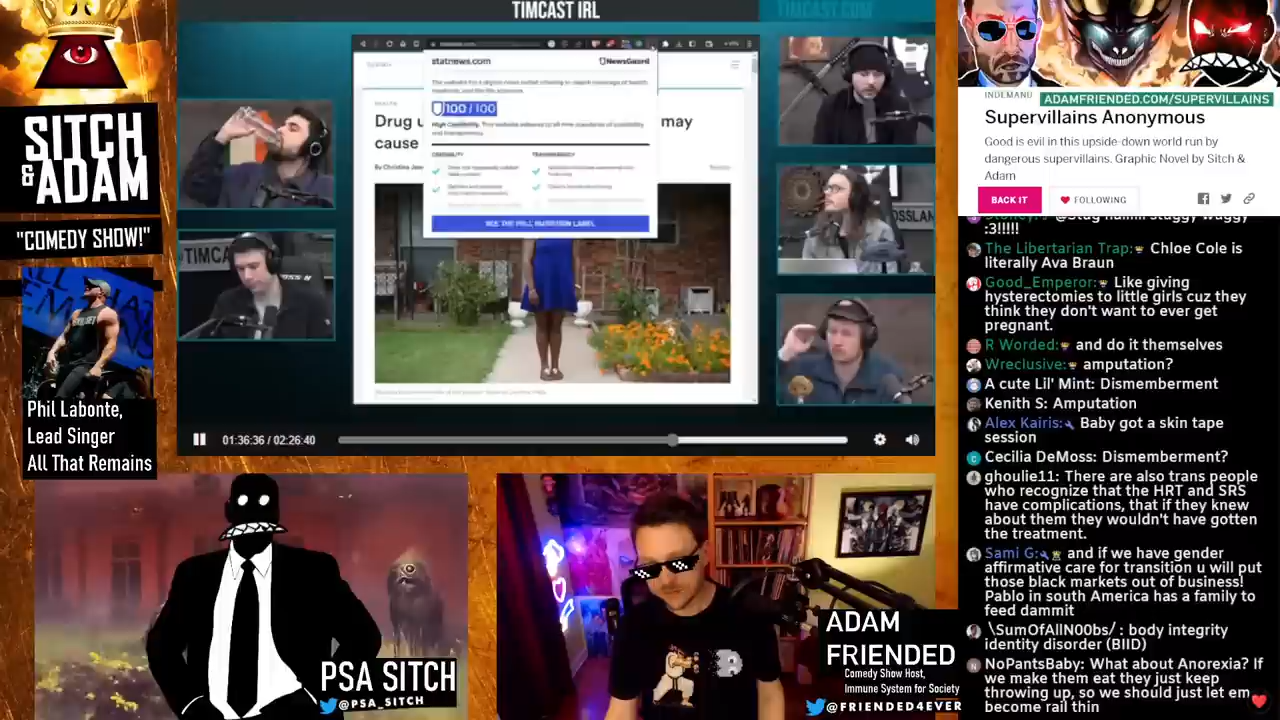 SITCH
& ADAM
"COMEDY SHOW!"
Phil Labonte,
Lead Singer
All That Remains
TIMCAST IRL
TIMCAST.COM
statnews.com
NewsGuard
100 / 100
Drug u
may
cause
SEE THE FULL NUTRITION LABEL
TIMCA
01:36:36 / 02:26:40
PSA SITCH
@PSA_SITCH
ADAM
FRIENDED
Comedy Show Host,
Immune System for Society
@FRIENDED4EVER
INDEMAND
ADAMFRIENDED.COM/SUPERVILLAINS
Supervillains Anonymous
Good is evil in this upside-down world run by
dangerous supervillains. Graphic novel by Sitch &
Adam
BACK IT
FOLLOWING
:3!!!!!
The Libertarian Trap: Chloe Cole is
literally Ava Braun
Good_Emperor: Like giving
hysterectomies to little girls cuz they
think they don't want to ever get
pregnant.
R Worded: and do it themselves
Wreclusive: amputation?
A cute Lil' Mint: Dismemberment
Kenith S: Amputation
Alex Kairis: Baby got a skin tape
session
Cecilia DeMoss: Dismemberment?
ghoulie11: There are also trans people
who recognize that the HRT and SRS
have complications, that if they knew
about them they wouldn't have gotten
the treatment.
Sami G: and if we have gender
affirmative care for transition u will put
those black markets out of business!
Pablo in south America has a family to
feed dammit
\SumOfAllN00bs/: body integrity
identity disorder (BIID)
NoPantsBaby: What about Anorexia? If
we make them eat they just keep
throwing up, so we should just let em
become rail thin